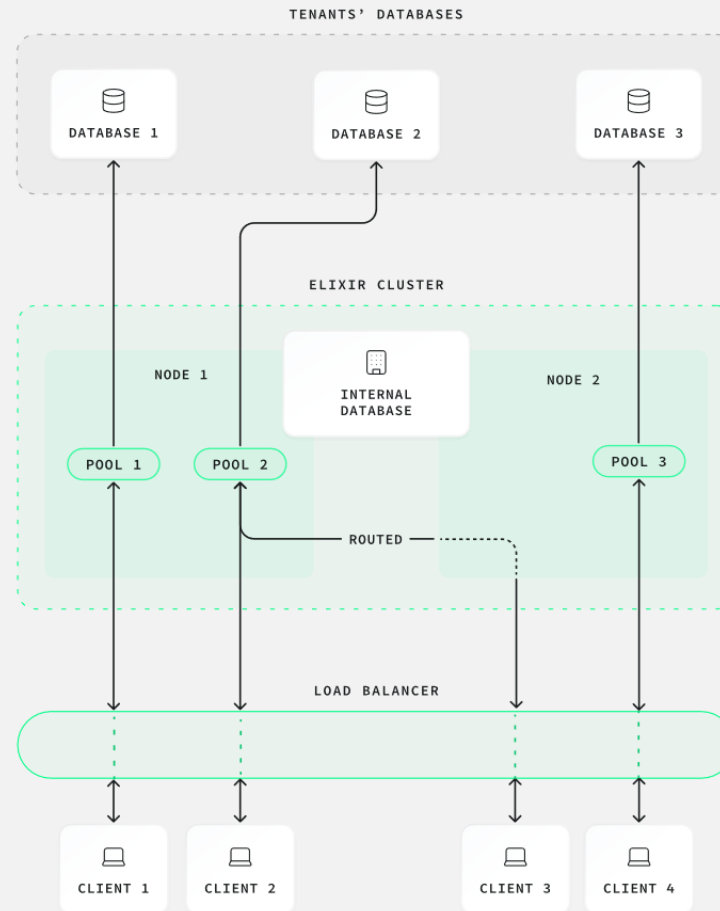 TENANTS’ DATABASES
DATABASE 1
DATABASE 2
DATABASE 3
ELIXIR CLUSTER
NODE 1
INTERNAL
DATABASE
NODE 2
POOL 1
POOL 2
POOL 3
ROUTED
LOAD BALANCER
CLIENT 1
CLIENT 2
CLIENT 3
CLIENT 4